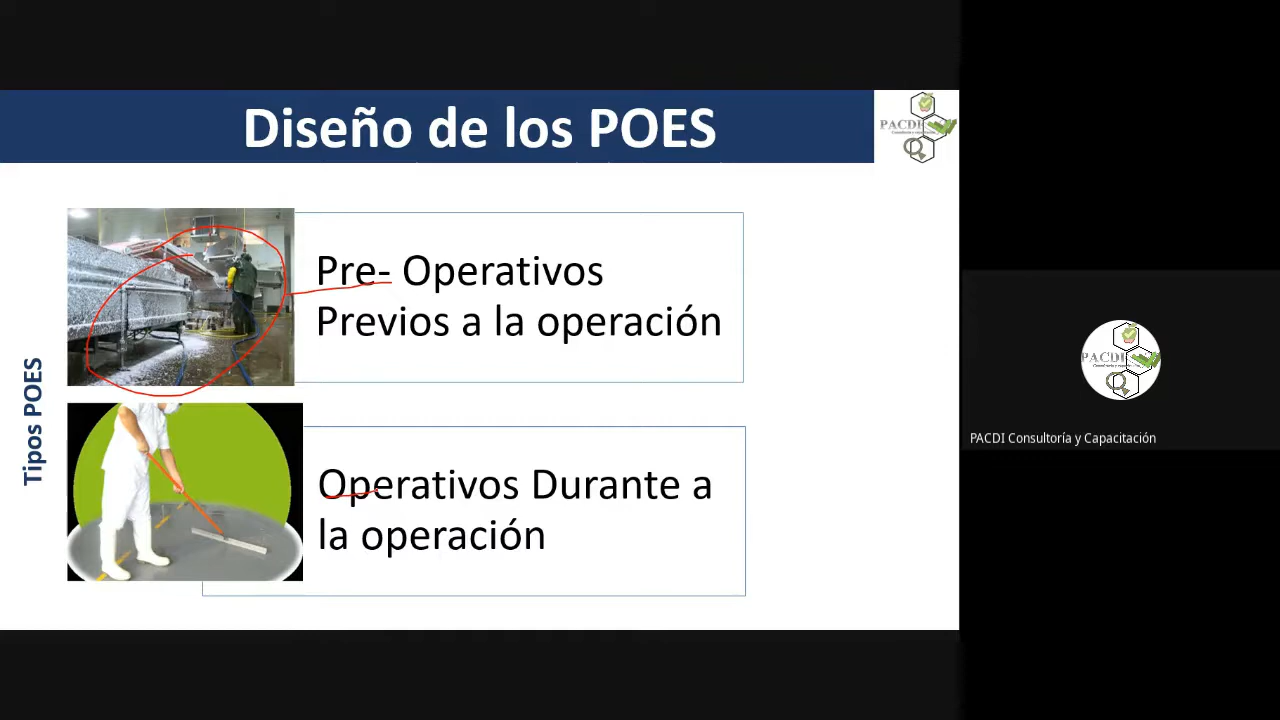 Diseño de los POES
PACDI
Tipos POES
Pre- Operativos
Previos a la operación
Operativos Durante a
la operación
PACDI
PACDI Consultoría y Capacitación